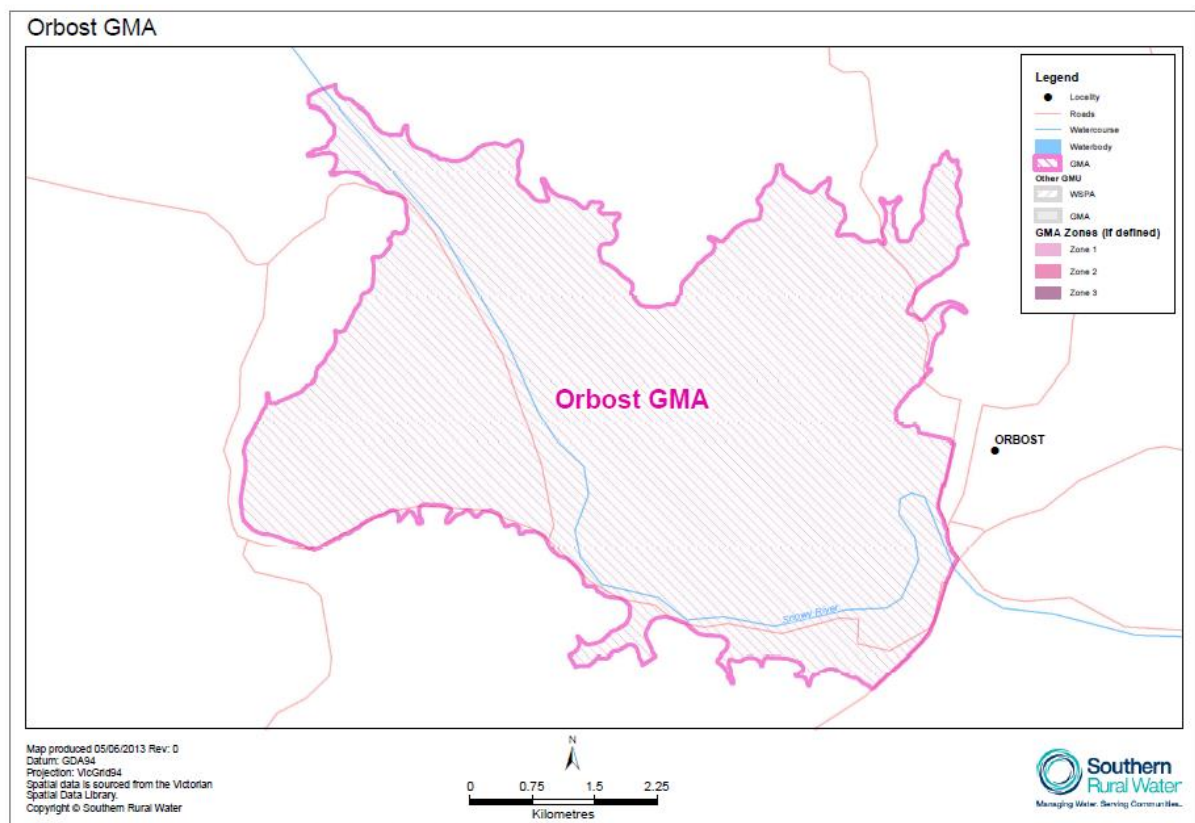 Orbost GMA
Legend
Locality
Roads
Watercourse
Waterbody
GMA
Other GMU
WSPA
GMA
GMA Zones (if defined)
Zone 1
Zone 2
Zone 3
Orbost GMA
ORBOST
Snowy River
Map produced 05/06/2013 Rev: 0
Datum: GDA94
Projection: VicGrid94
Spatial data is sourced from the Victorian
Spatial Data Library.
Copyright © Southern Rural Water
N
0 0.75 1.5 2.25
Kilometres
Southern
Rural Water
Managing Water. Serving Communities.